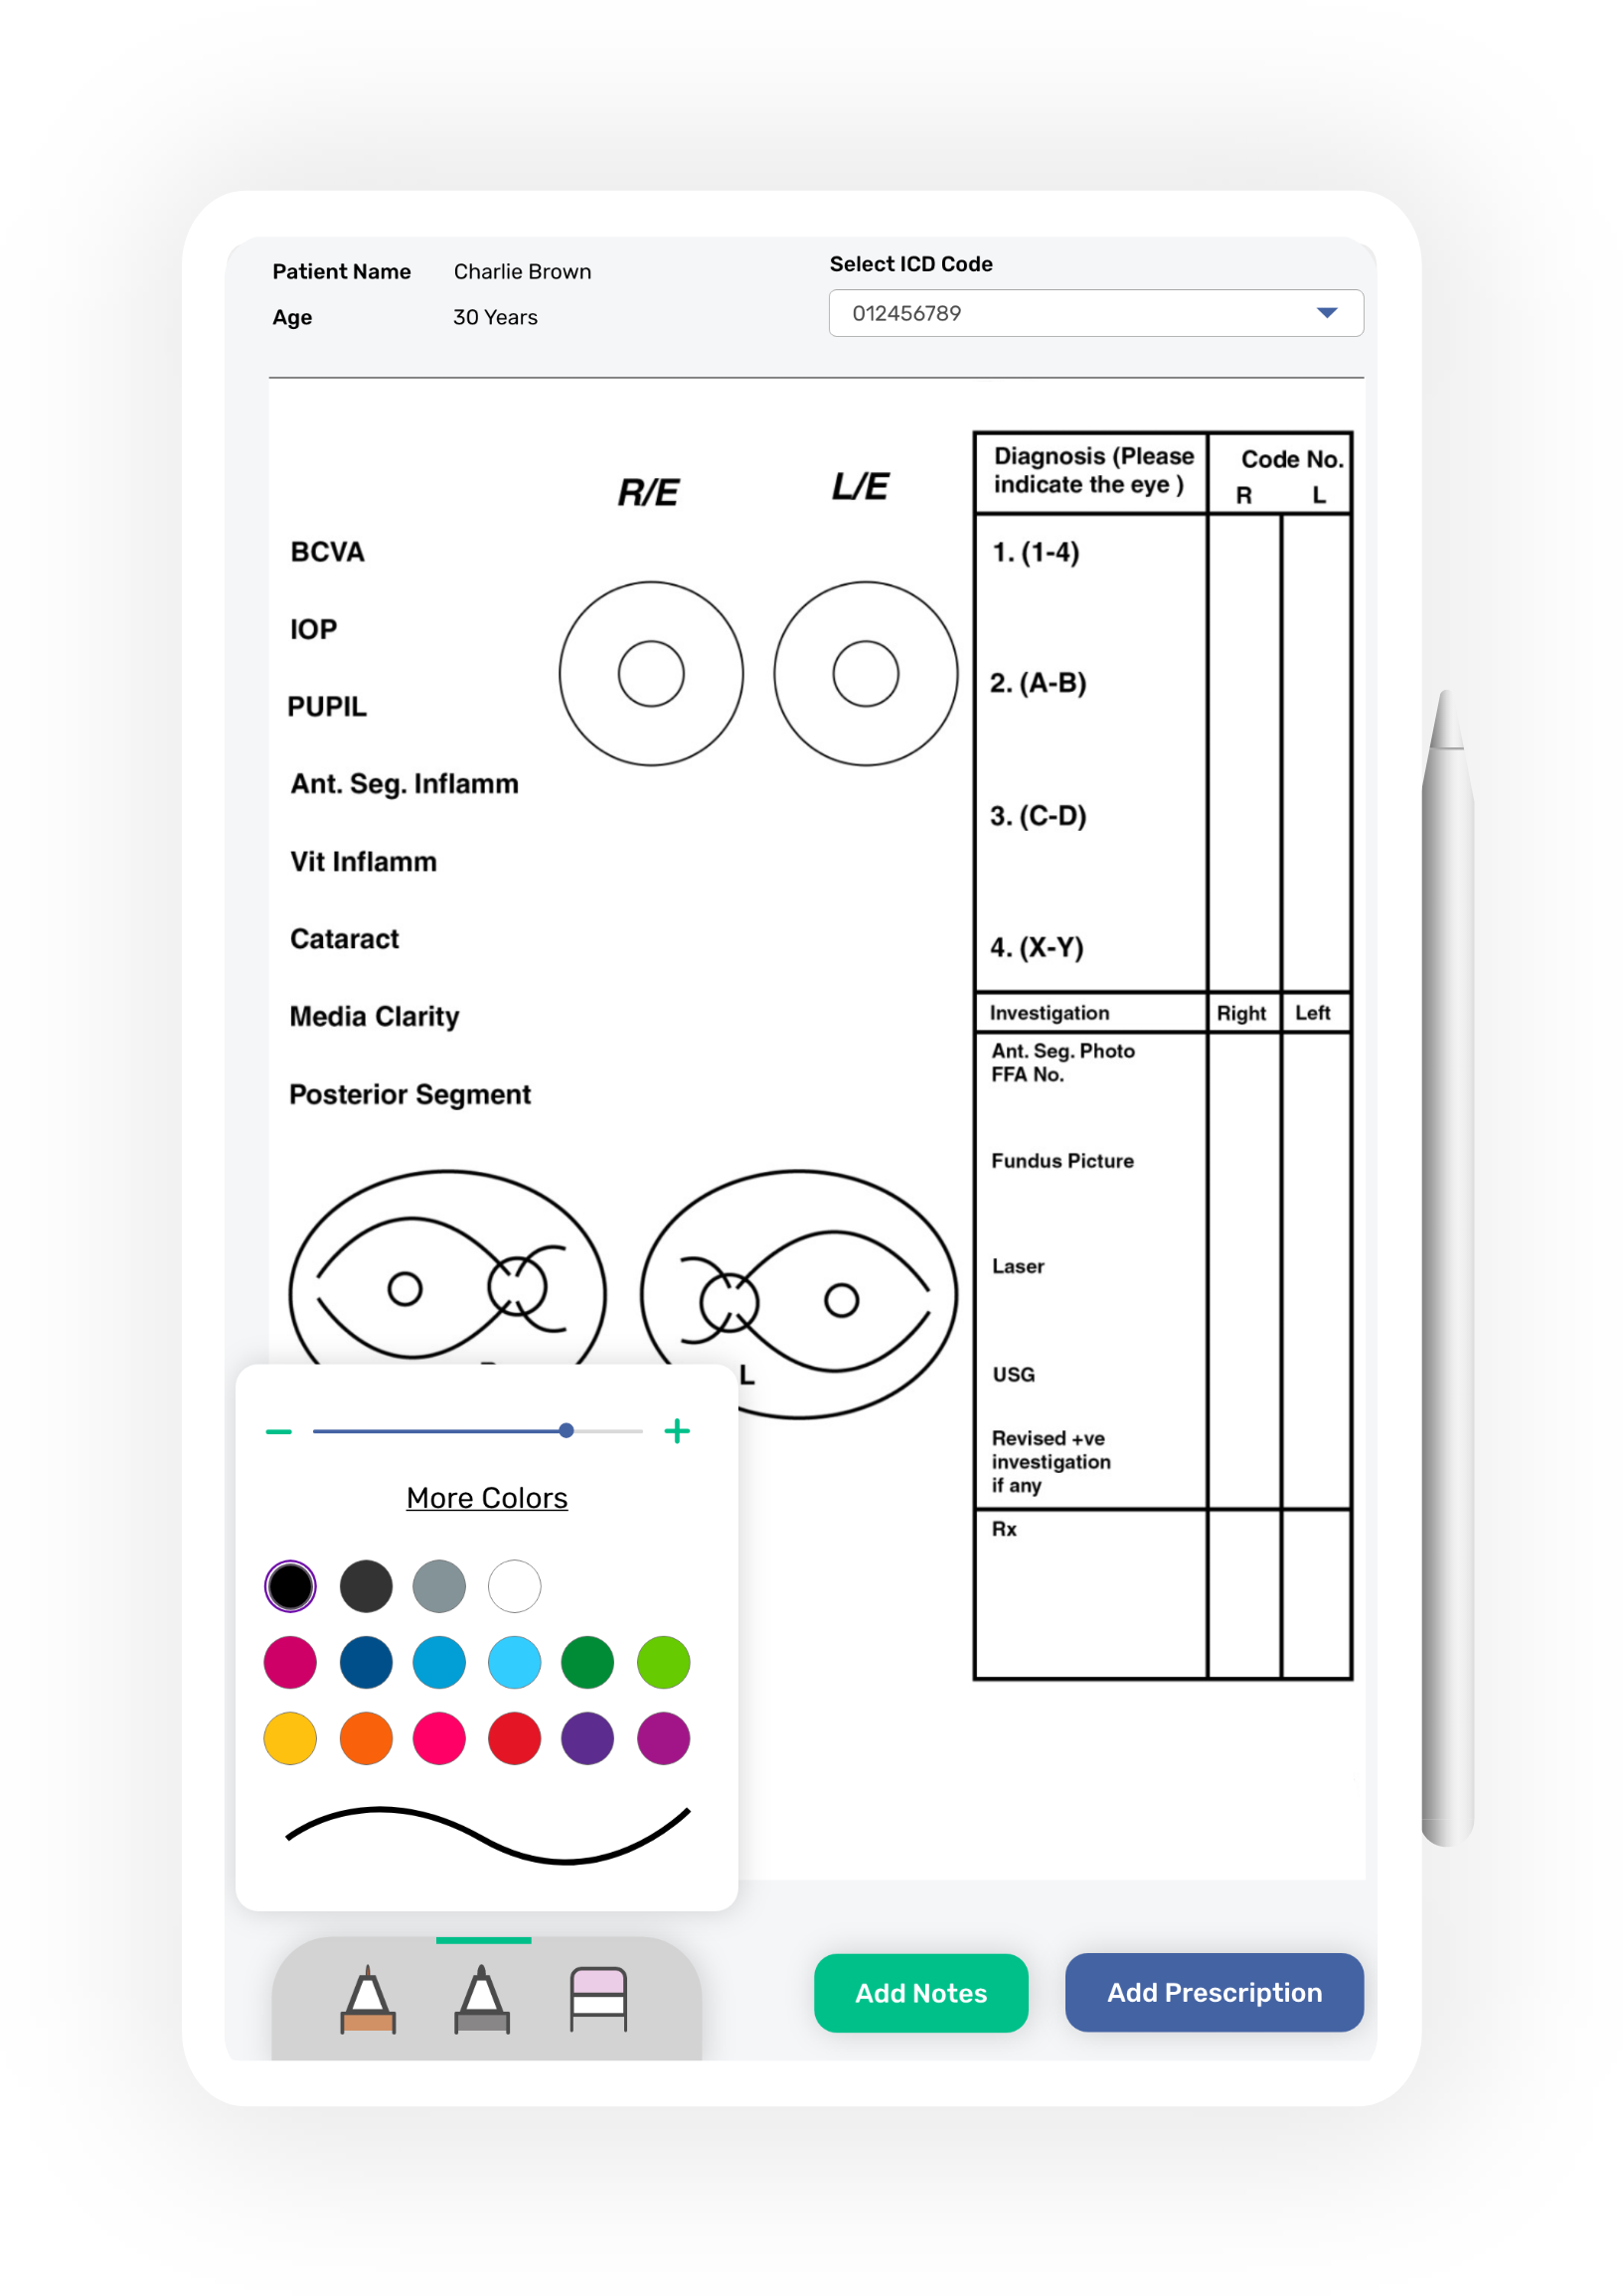 Patient Name Charlie Brown
Age 30 Years
Select ICD Code
012456789
R/E L/E
BCVA
IOP
PUPIL
Ant. Seg. Inflamm
Vit Inflamm
Cataract
Media Clarity
Posterior Segment
L
Diagnosis (Please
indicate the eye )
Code No.
R L
1. (1-4)
2. (A-B)
3. (C-D)
4. (X-Y)
Investigation Right Left
Ant. Seg. Photo
FFA No.
Fundus Picture
Laser
USG
Revised +ve
investigation
if any
Rx
More Colors
Add Notes
Add Prescription